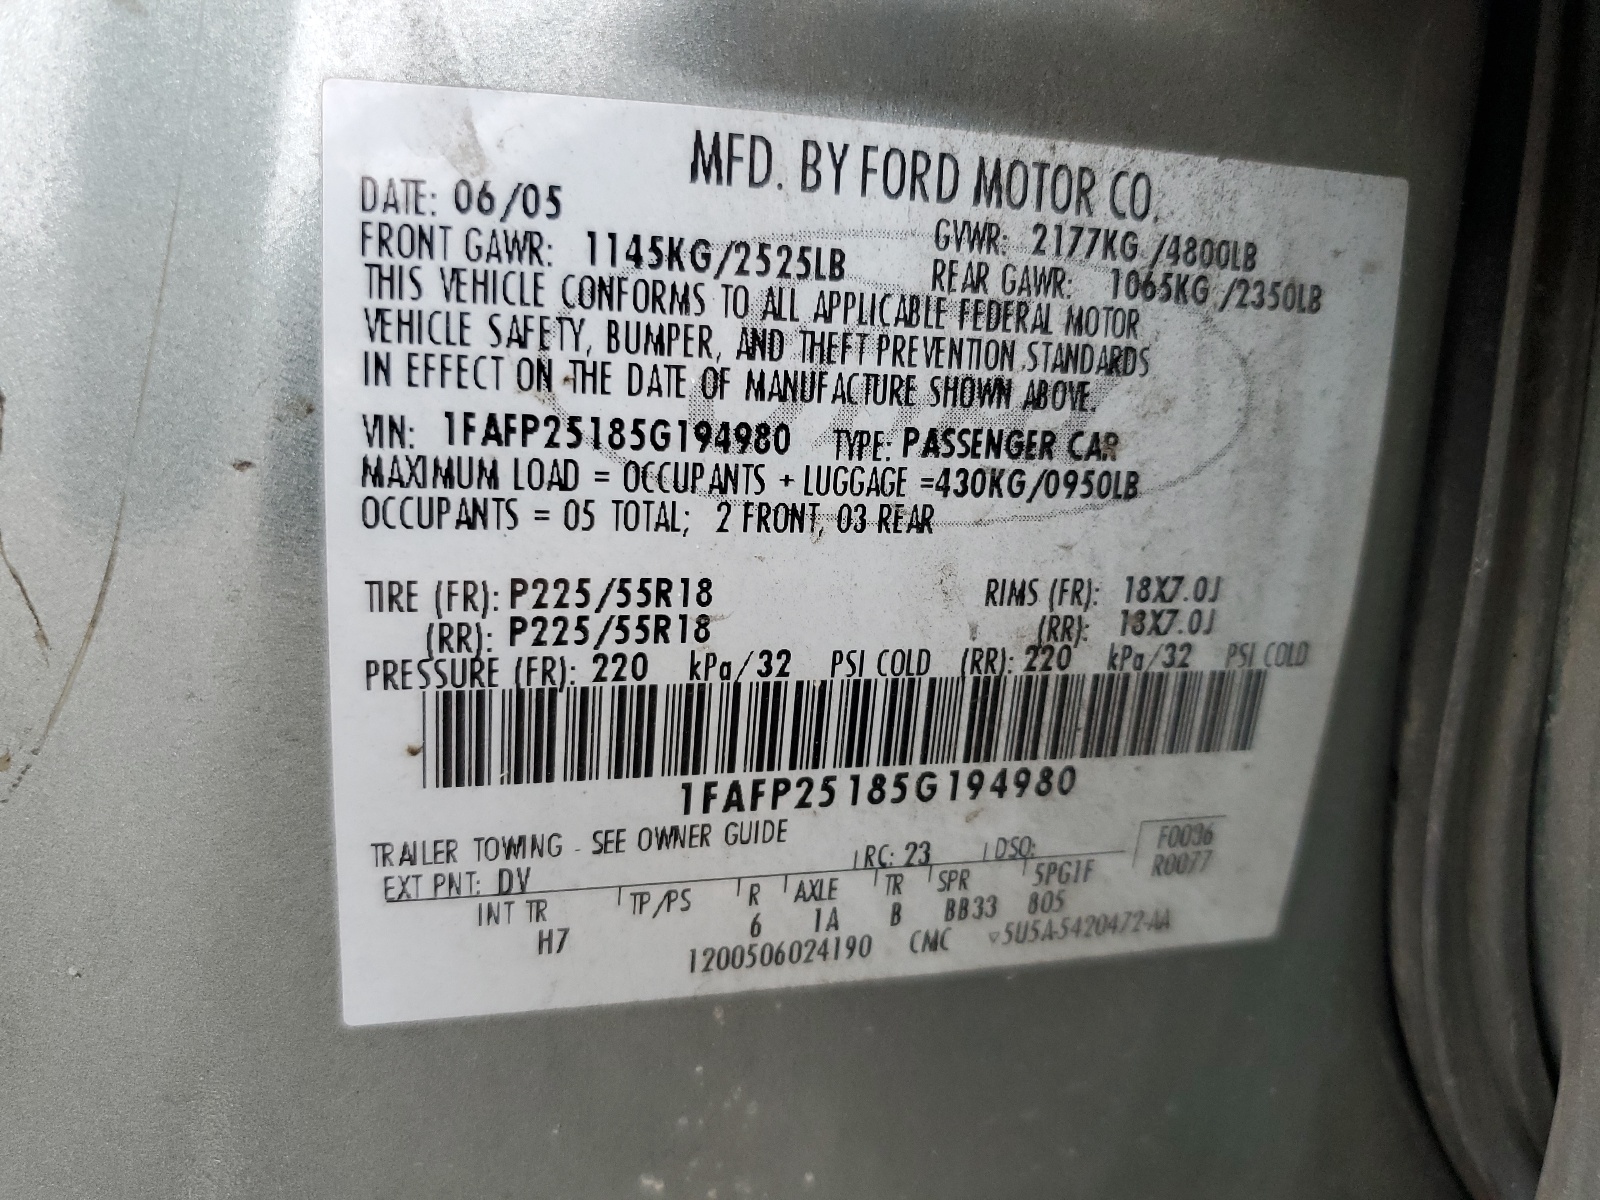 MFD. BY FORD MOTOR CO.
DATE: 06/05 GVWR: 2177KG /4800LB
FRONT GAWR: 1145KG/2525LB REAR GAWR: 1065KG /2350LB
THIS VEHICLE CONFORMS TO ALL APPLICABLE FEDERAL MOTOR
VEHICLE SAFETY, BUMPER, AND THEFT PREVENTION STANDARDS
IN EFFECT ON THE DATE OF MANUFACTURE SHOWN ABOVE.
VIN: 1FAFP25185G194980 TYPE: PASSENGER CAR
MAXIMUM LOAD = OCCUPANTS + LUGGAGE =430KG/0950LB
OCCUPANTS = 05 TOTAL; 2 FRONT, 03 REAR
TIRE (FR): P225/55R18 RIMS (FR): 18X7.0J
(RR): P225/55R18 (RR): 18X7.0J
PRESSURE (FR): 220 kPa/32 PSI COLD (RR): 220 kPa/32 PSI COLD
1FAFP25185G194980
TRAILER TOWING - SEE OWNER GUIDE F0036
EXT PNT: DV RC: 23 DSO: R0077
INT TR TP/PS R AXLE TR SPR 5PG1F
H7 6 1A B BB33 805
1200506024190 CMC 5U5A-5420472-AA